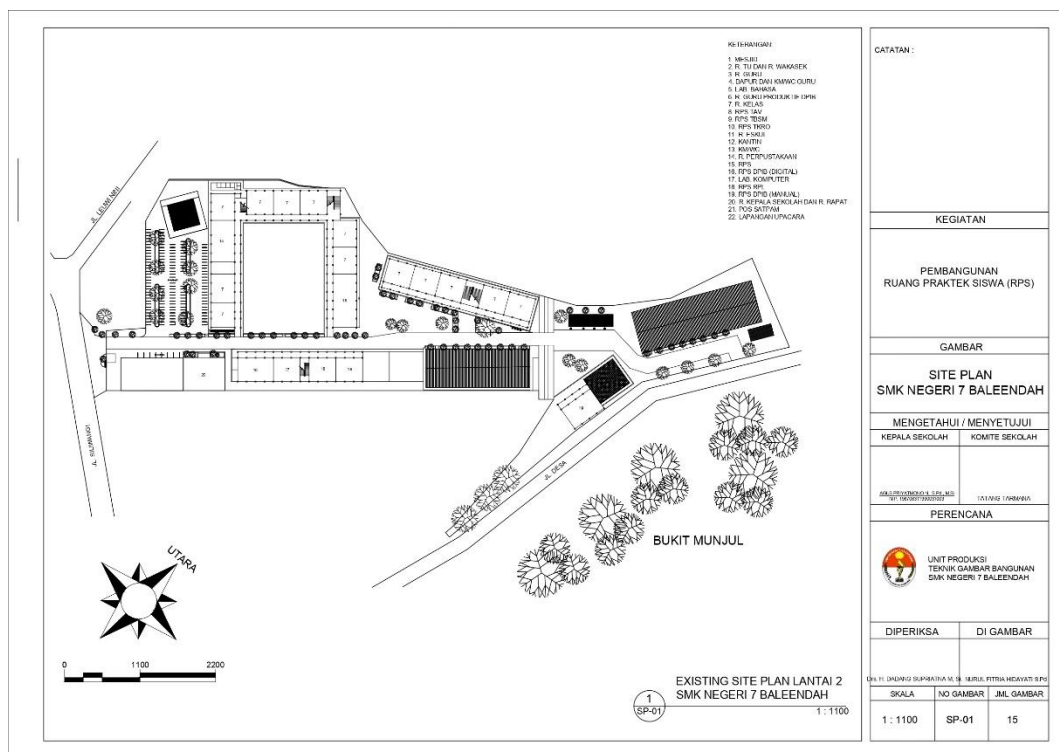 KETERANGAN:
1. MESJID
2. R. TU DAN R. WAKASEK
3. R. GURU
4. DAPUR DAN KM/WC GURU
5. LAB. BAHASA
6. R. GURU PRODUKTIF DPIB
7. R. KELAS
8. RPS TAV
9. RPS TBSM
10. RPS TKRO
11. R. ESKUL
12. KANTIN
13. KM/WC
14. R. PERPUSTAKAAN
15. RPS
16. RPS DPIB (DIGITAL)
17. LAB. KOMPUTER
18. RPS RPL
19. RPS DPIB (MANUAL)
20. R. KEPALA SEKOLAH DAN R. RAPAT
21. POS SATPAM
22. LAPANGAN UPACARA
JL. SILIWANGI
JL. DESA
BUKIT MUNJUL
UTARA
0 1100 2200
1
SP-01
EXISTING SITE PLAN LANTAI 2
SMK NEGERI 7 BALEENDAH
1 : 1100
CATATAN :
KEGIATAN
PEMBANGUNAN
RUANG PRAKTEK SISWA (RPS)
GAMBAR
SITE PLAN
SMK NEGERI 7 BALEENDAH
MENGETAHUI / MENYETUJUI
KEPALA SEKOLAH KOMITE SEKOLAH
TATANG TARMANA
PERENCANA
UNIT PRODUKSI
TEKNIK GAMBAR BANGUNAN
SMK NEGERI 7 BALEENDAH
DIPERIKSA DI GAMBAR
Drs. H. DADANG SUPRIATNA M, NURUL FITRIA HIDAYATI S.Pd
SKALA NO GAMBAR JML GAMBAR
1 : 1100 SP-01 15